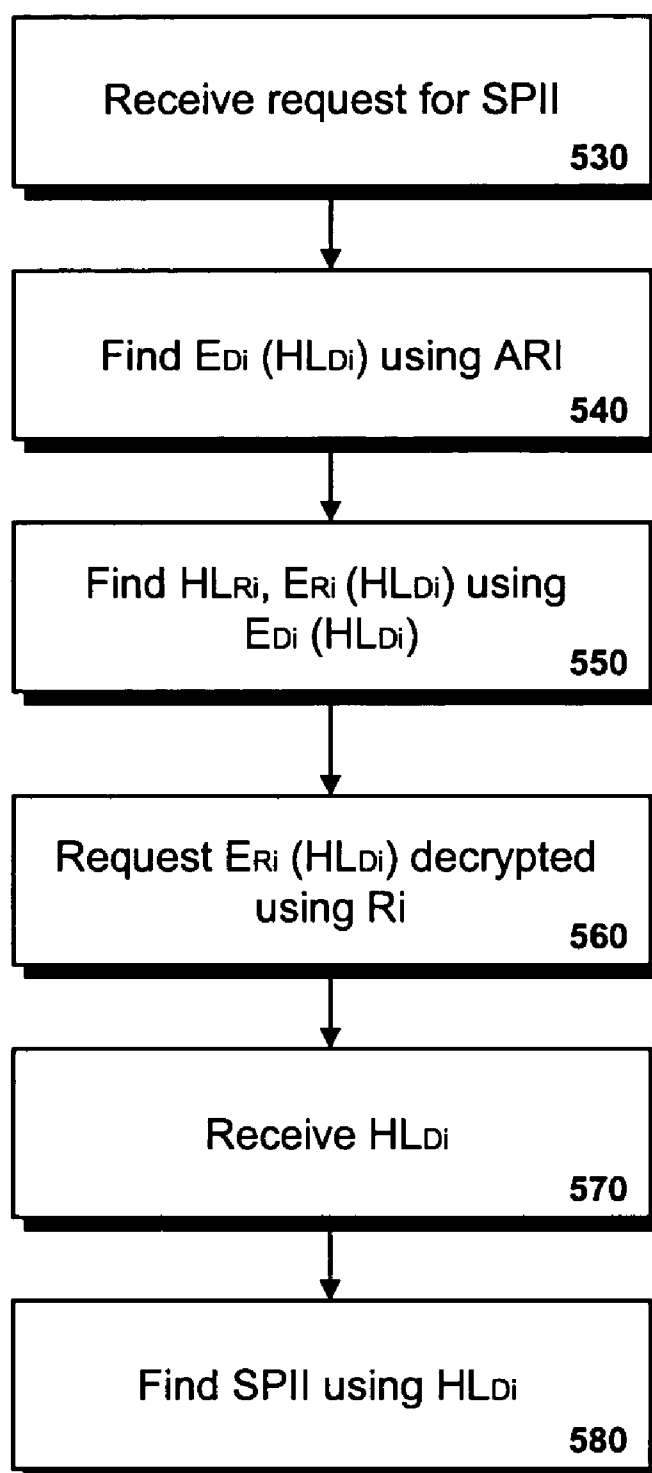 Receive request for SPII
530
Find EDi (HLDi) using ARI
540
Find HLRi, ERi (HLDi) using
EDi (HLDi)
550
Request ERi (HLDi) decrypted
using Ri
560
Receive HLDi
570
Find SPII using HLDi
580